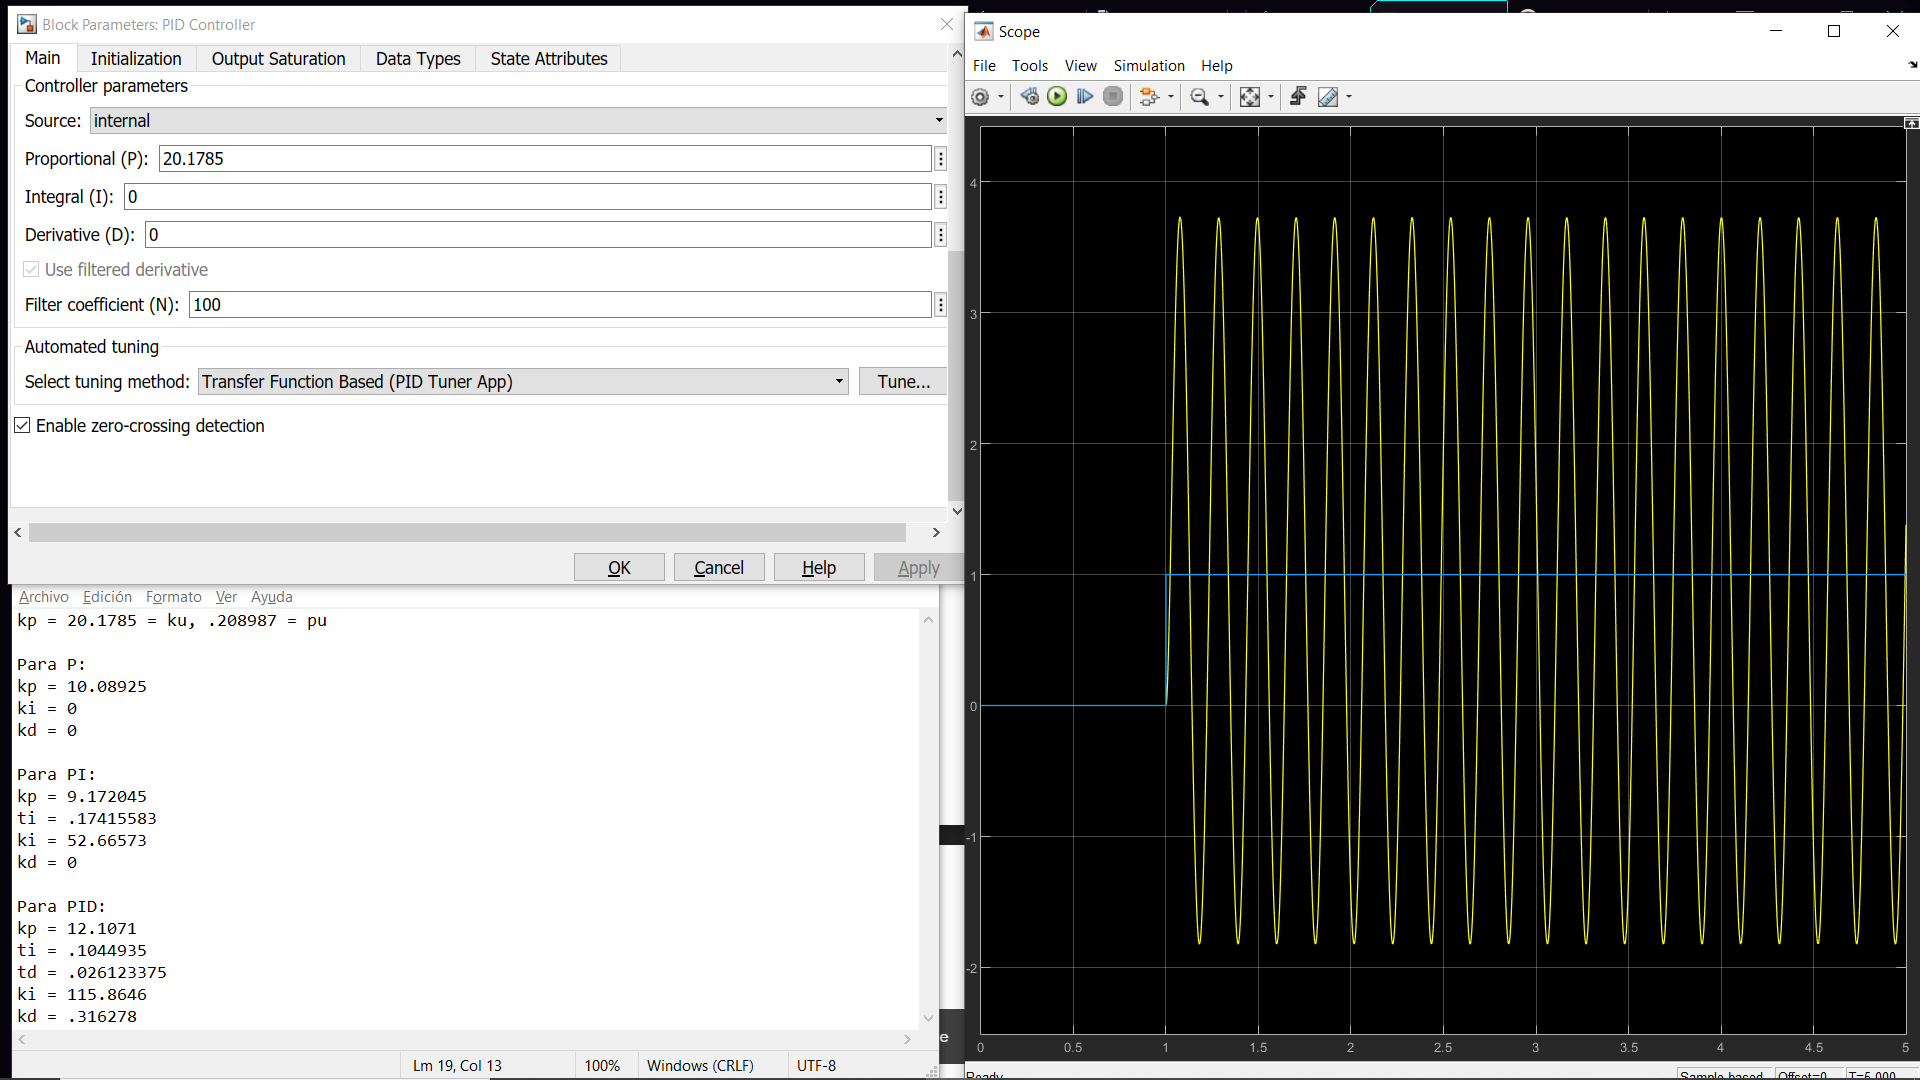 Block Parameters: PID Controller
Main Initialization Output Saturation Data Types State Attributes
Controller parameters
Source: internal
Proportional (P): 20.1785
Integral (I): 0
Derivative (D): 0
Use filtered derivative
Filter coefficient (N): 100
Automated tuning
Select tuning method: Transfer Function Based (PID Tuner App) Tune...
Enable zero-crossing detection
OK Cancel Help Apply
Archivo Edición Formato Ver Ayuda
kp = 20.1785 = ku, .208987 = pu
Para P:
kp = 10.08925
ki = 0
kd = 0
Para PI:
kp = 9.172045
ti = .17415583
ki = 52.66573
kd = 0
Para PID:
kp = 12.1071
ti = .1044935
td = .026123375
ki = 115.8646
kd = .316278
Lm 19, Col 13 100% Windows (CRLF) UTF-8
e
Scope
File Tools View Simulation Help
4
3
2
1
0
-1
-2
0 0.5 1 1.5 2 2.5 3 3.5 4 4.5 5
Ready Sample based Offset=0 T=5.000